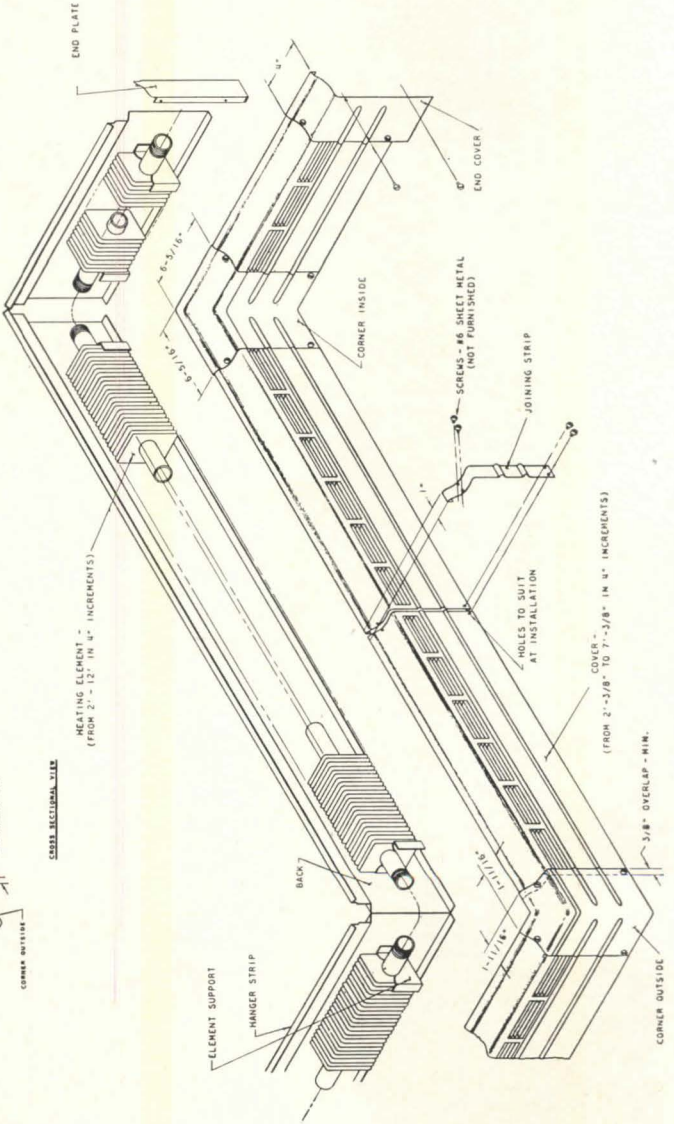 CORNER OUTSIDE
CROSS SECTIONAL VIEW
HEATING ELEMENT -
(FROM 2' - 12' IN 4" INCREMENTS)
END PLATE
ELEMENT SUPPORT
HANGER STRIP
BACK
6-5/16"
6-5/16"
4"
CORNER INSIDE
END COVER
SCREWS - #6 SHEET METAL
(NOT FURNISHED)
JOINING STRIP
1"
HOLES TO SUIT
AT INSTALLATION
COVER -
(FROM 2'-3/8" TO 7'-3/8" IN 4" INCREMENTS)
1-11/16"
1-11/16"
3/8" OVERLAP - MIN.
CORNER OUTSIDE